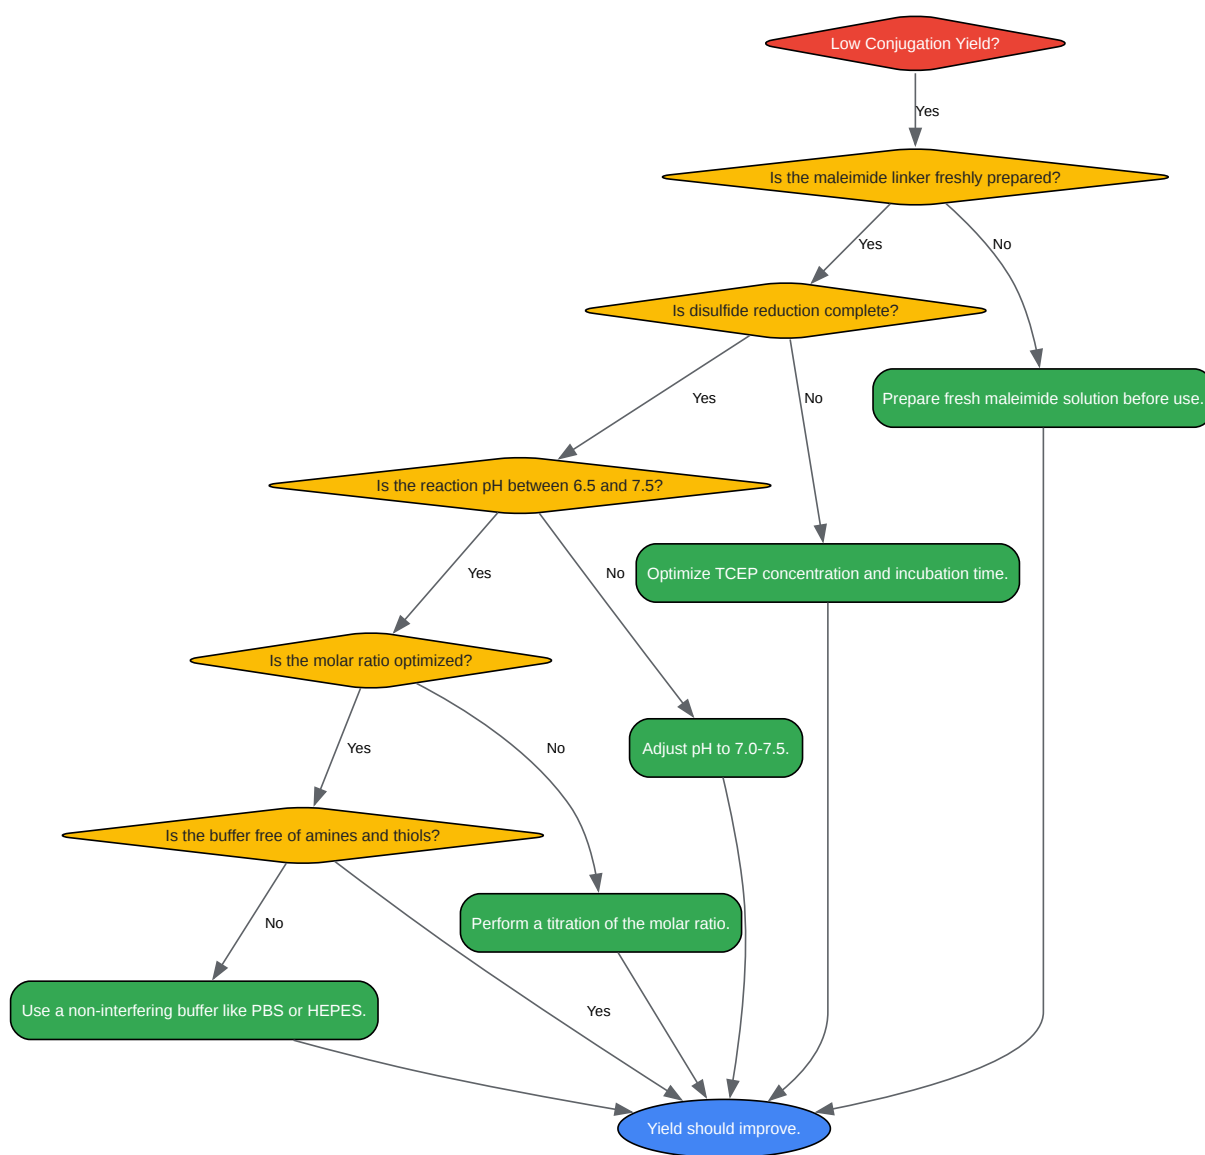 Low Conjugation Yield?
Yes
Is the maleimide linker freshly prepared?
Yes
No
Is disulfide reduction complete?
Yes
No
Prepare fresh maleimide solution before use.
Is the reaction pH between 6.5 and 7.5?
Yes
No
Optimize TCEP concentration and incubation time.
Is the molar ratio optimized?
Yes
No
Adjust pH to 7.0-7.5.
Is the buffer free of amines and thiols?
No
Yes
Perform a titration of the molar ratio.
Use a non-interfering buffer like PBS or HEPES.
Yield should improve.